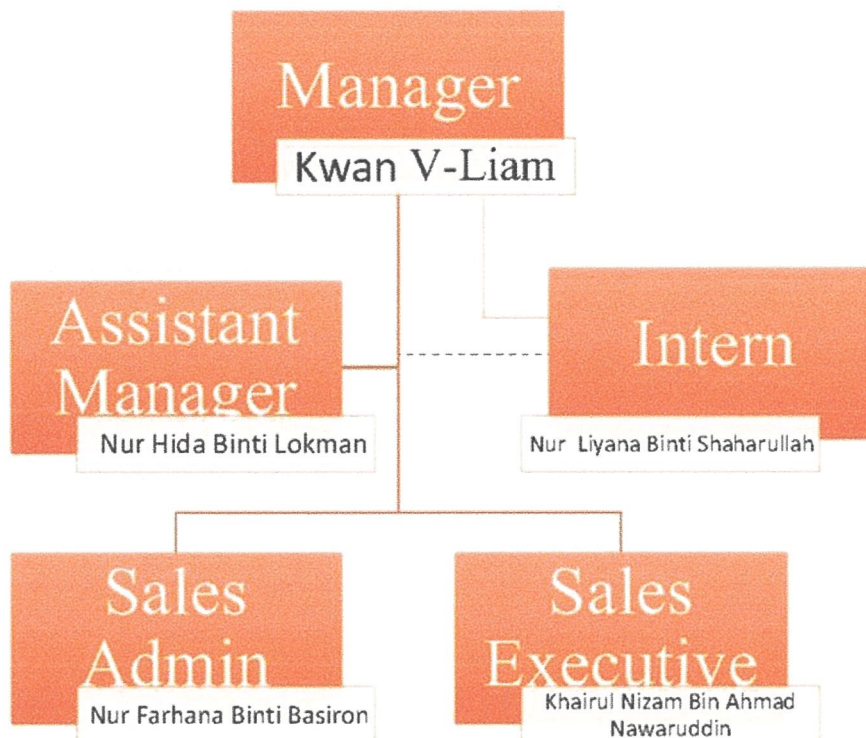 Manager
Kwan V-Liam
Assistant
Manager
Nur Hida Binti Lokman
Intern
Nur Liyana Binti Shaharullah
Sales
Admin
Nur Farhana Binti Basiron
Sales
Executive
Khairul Nizam Bin Ahmad
Nawaruddin